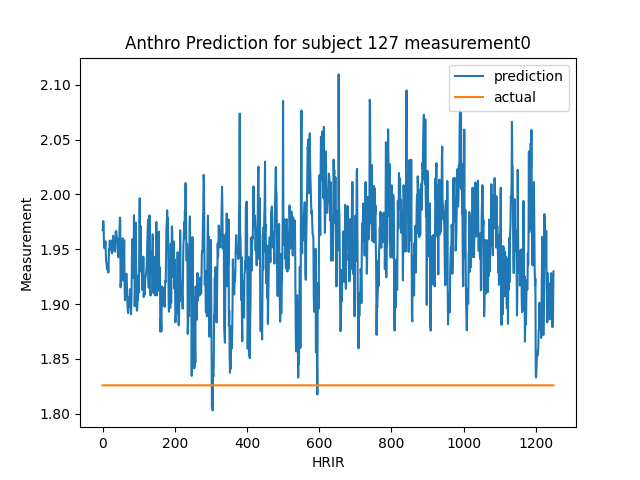 Anthro Prediction for subject 127 measurement0
prediction
actual
2.10
2.05
2.00
1.95
1.90
1.85
1.80
Measurement
0 200 400 600 800 1000 1200
HRIR